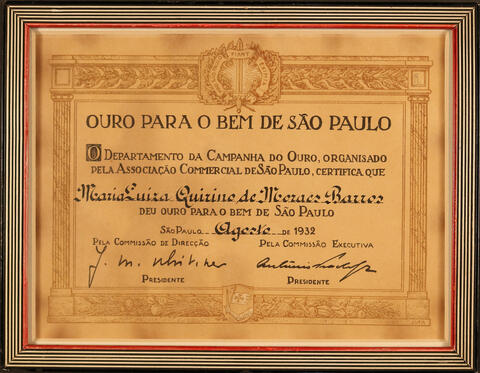 FIANT
OURO PARA O BEM DE SÃO PAULO
O DEPARTAMENTO DA CAMPANHA DO OURO, ORGANISADO
PELA ASSOCIAÇÃO COMMERCIAL DE SÃO PAULO, CERTIFICA QUE
Maria Luiza Quirino de Moraes Barros
DEU OURO PARA O BEM DE SÃO PAULO
SÃO PAULO Agosto DE 1932
PELA COMMISSÃO DE DIRECÇÃO PELA COMMISSÃO EXECUTIVA
PRESIDENTE PRESIDENTE